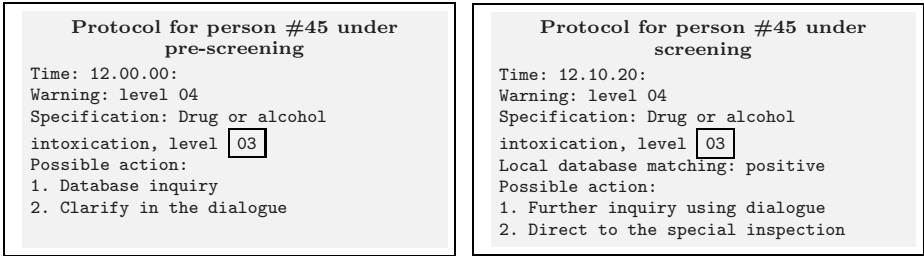 Protocol for person #45 under
pre-screening
Time: 12.00.00:
Warning: level 04
Specification: Drug or alcohol
intoxication, level 03
Possible action:
1. Database inquiry
2. Clarify in the dialogue
Protocol for person #45 under
screening
Time: 12.10.20:
Warning: level 04
Specification: Drug or alcohol
intoxication, level 03
Local database matching: positive
Possible action:
1. Further inquiry using dialogue
2. Direct to the special inspection